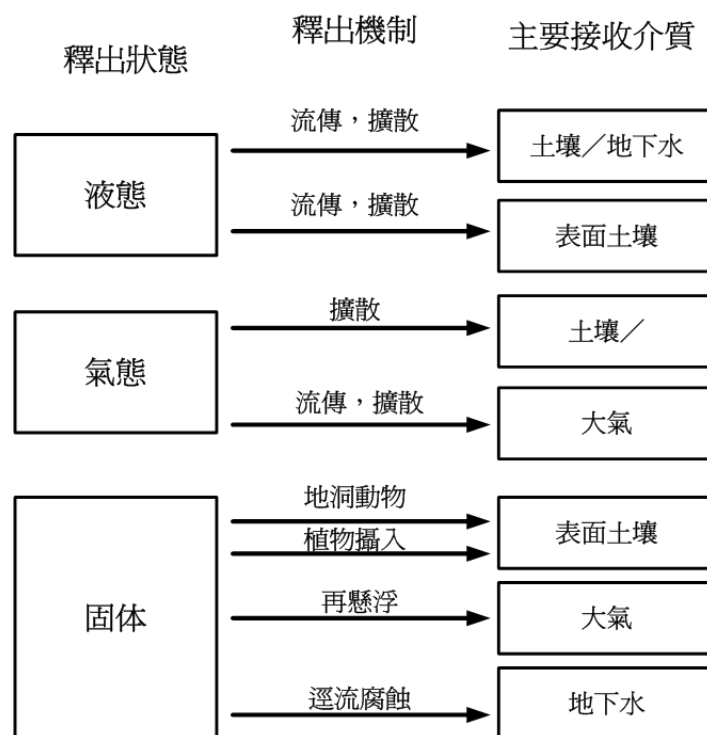 釋出狀態
釋出機制
主要接收介質
液態
流傳，擴散
土壤／地下水
流傳，擴散
表面土壤
氣態
擴散
土壤／
流傳，擴散
大氣
固体
地洞動物
植物攝入
表面土壤
再懸浮
大氣
逕流腐蝕
地下水